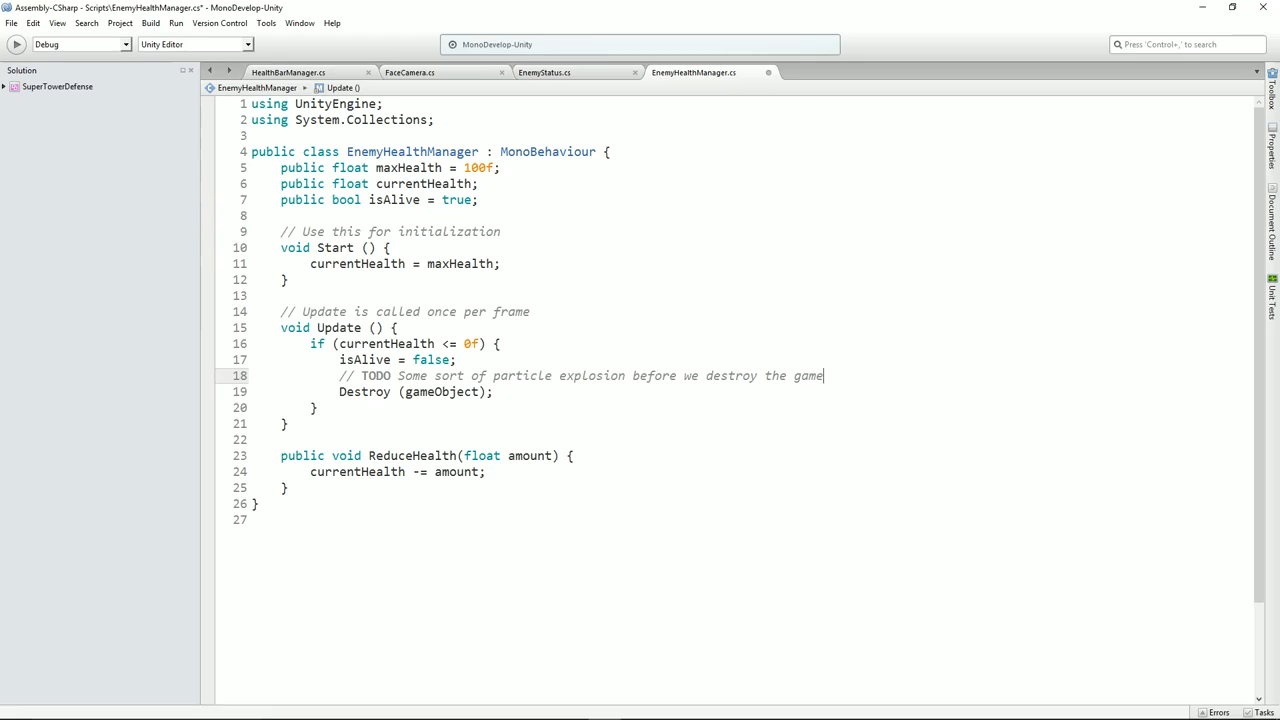 Assembly-CSharp - Scripts\EnemyHealthManager.cs* - MonoDevelop-Unity
File Edit View Search Project Build Run Version Control Tools Window Help
Debug Unity Editor MonoDevelop-Unity Press 'Control+,' to search
Solution
SuperTowerDefense
HealthBarManager.cs FaceCamera.cs EnemyStatus.cs EnemyHealthManager.cs
EnemyHealthManager Update ()
1 using UnityEngine;
2 using System.Collections;
3
4 public class EnemyHealthManager : MonoBehaviour {
5 public float maxHealth = 100f;
6 public float currentHealth;
7 public bool isAlive = true;
8
9 // Use this for initialization
10 void Start () {
11 currentHealth = maxHealth;
12 }
13
14 // Update is called once per frame
15 void Update () {
16 if (currentHealth <= 0f) {
17 isAlive = false;
18 // TODO Some sort of particle explosion before we destroy the game
19 Destroy (gameObject);
20 }
21 }
22
23 public void ReduceHealth(float amount) {
24 currentHealth -= amount;
25 }
26 }
27
Toolbox
Properties
Document Outline
Unit Tests
Errors Tasks